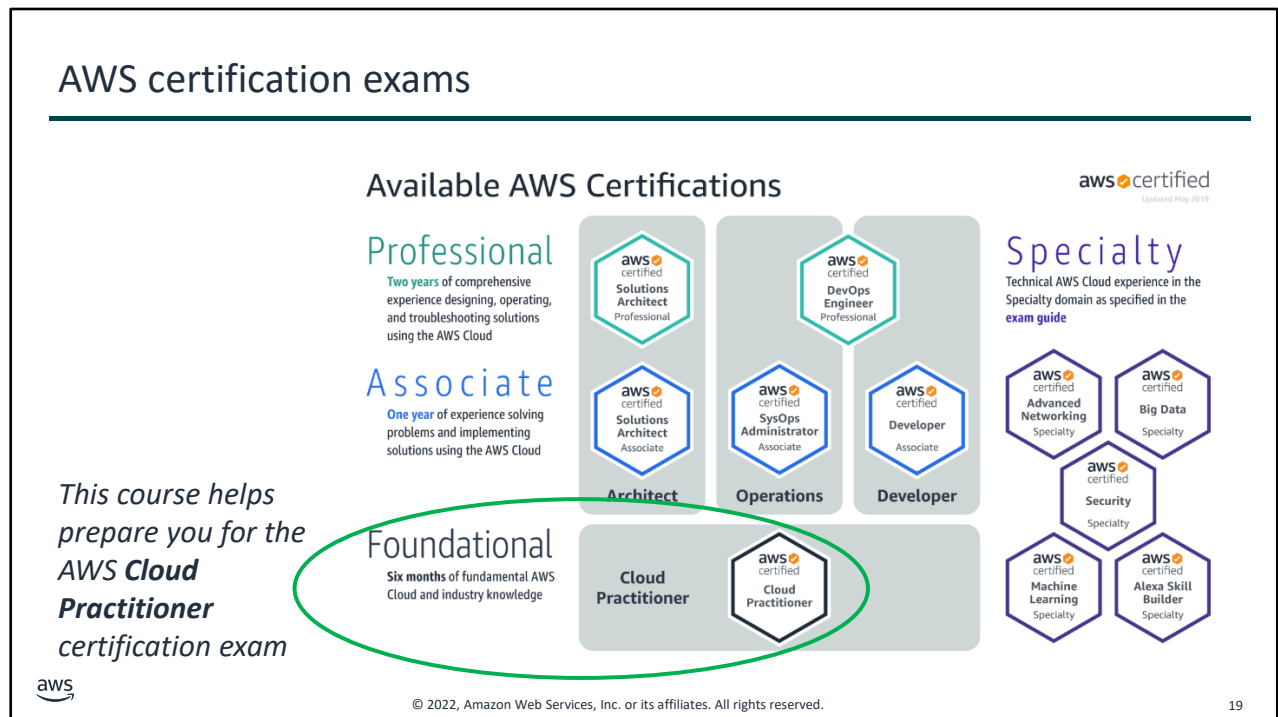 AWS certification exams
Available AWS Certifications
aws certified
Updated May 2019
Professional
Two years of comprehensive
experience designing, operating,
and troubleshooting solutions
using the AWS Cloud
aws
certified
Solutions
Architect
Professional
aws
certified
DevOps
Engineer
Professional
Specialty
Technical AWS Cloud experience in the
Specialty domain as specified in the
exam guide
Associate
One year of experience solving
problems and implementing
solutions using the AWS Cloud
aws
certified
Solutions
Architect
Associate
aws
certified
SysOps
Administrator
Associate
aws
certified
Developer
Associate
Architect
Operations
Developer
aws
certified
Advanced
Networking
Specialty
aws
certified
Big Data
Specialty
aws
certified
Security
Specialty
aws
certified
Machine
Learning
Specialty
aws
certified
Alexa Skill
Builder
Specialty
This course helps
prepare you for the
AWS Cloud
Practitioner
certification exam
Foundational
Six months of fundamental AWS
Cloud and industry knowledge
Cloud
Practitioner
aws
certified
Cloud
Practitioner
aws
© 2022, Amazon Web Services, Inc. or its affiliates. All rights reserved.
19